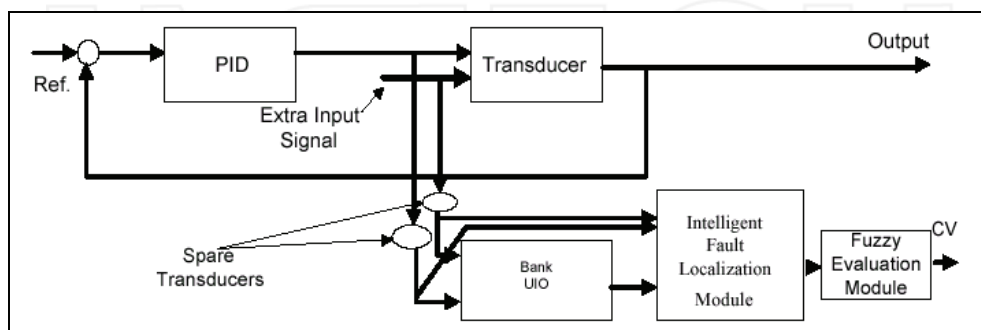 PID
Transducer
Output
Ref.
Extra Input
Signal
Spare
Transducers
Bank
UIO
Intelligent
Fault
Localization
Module
Fuzzy
Evaluation
Module
CV